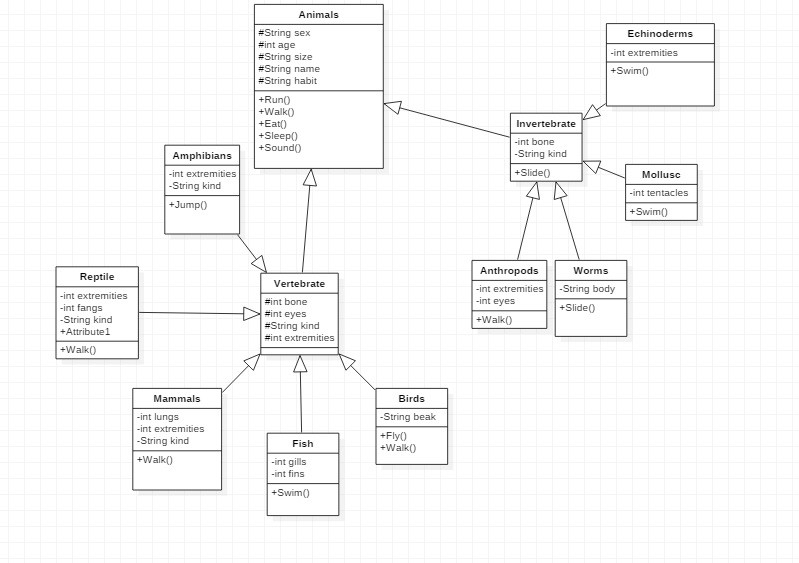 Animals
#String sex
#int age
#String size
#String name
#String habit
+Run()
+Walk()
+Eat()
+Sleep()
+Sound()
Echinoderms
-int extremities
+Swim()
Invertebrate
-int bone
-String kind
+Slide()
Amphibians
-int extremities
-String kind
+Jump()
Mollusc
-int tentacles
+Swim()
Reptile
-int extremities
-int fangs
-String kind
+Attribute1
+Walk()
Vertebrate
#int bone
#int eyes
#String kind
#int extremities
Anthropods
-int extremities
-int eyes
+Walk()
Worms
-String body
+Slide()
Mammals
-int lungs
-int extremities
-String kind
+Walk()
Fish
-int gills
-int fins
+Swim()
Birds
-String beak
+Fly()
+Walk()